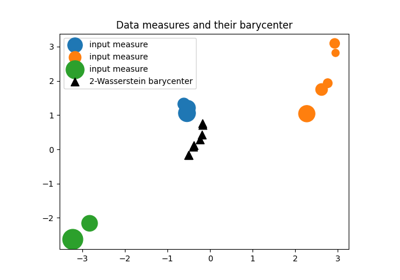 Data measures and their barycenter
input measure
input measure
input measure
2-Wasserstein barycenter
3
2
1
0
−1
−2
−3 −2 −1 0 1 2 3